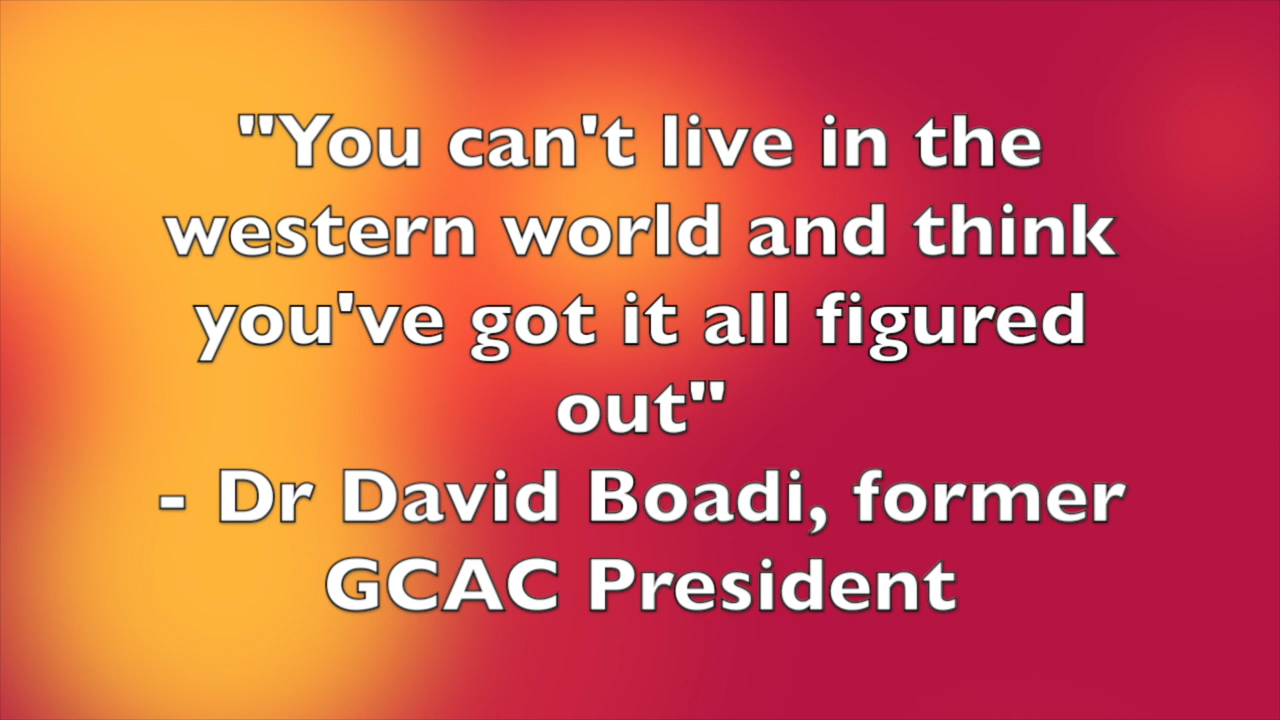 "You can't live in the
western world and think
you've got it all figured
out"
- Dr David Boadi, former
GCAC President